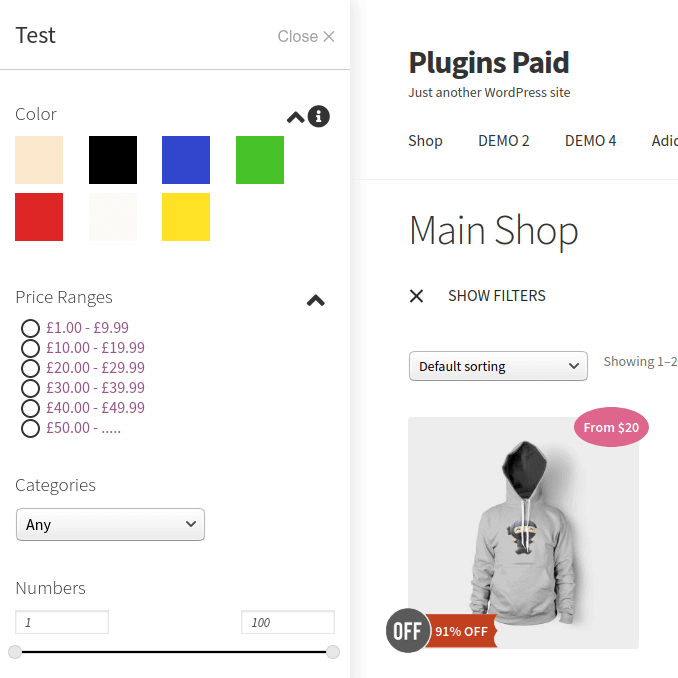 Test
Close
Color
Price Ranges
£1.00 - £9.99
£10.00 - £19.99
£20.00 - £29.99
£30.00 - £39.99
£40.00 - £49.99
£50.00 - .....
Categories
Any
Numbers
1
100
Plugins Paid
Just another WordPress site
Shop
DEMO 2
DEMO 4
Adic
Main Shop
SHOW FILTERS
Default sorting
Showing 1–2
From $20
OFF
91% OFF